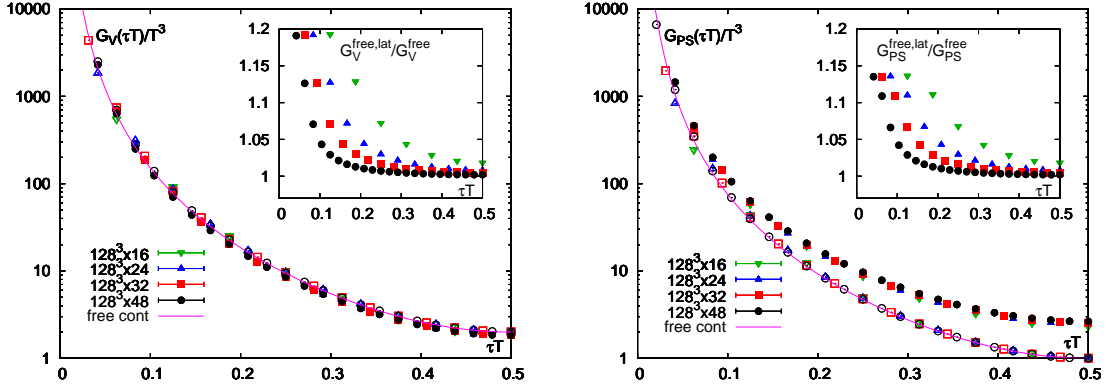 G_V(τT)/T^3
10000
1000
100
10
1
0
0.1
0.2
0.3
0.4
0.5
τT
128^3x16
128^3x24
128^3x32
128^3x48
free cont
G_V^free,lat/G_V^free
1.2
1.15
1.1
1.05
1
0
0.1
0.2
0.3
0.4
0.5
τT
G_PS(τT)/T^3
10000
1000
100
10
1
0
0.1
0.2
0.3
0.4
0.5
τT
128^3x16
128^3x24
128^3x32
128^3x48
free cont
G_PS^free,lat/G_PS^free
1.2
1.15
1.1
1.05
1
0
0.1
0.2
0.3
0.4
0.5
τT